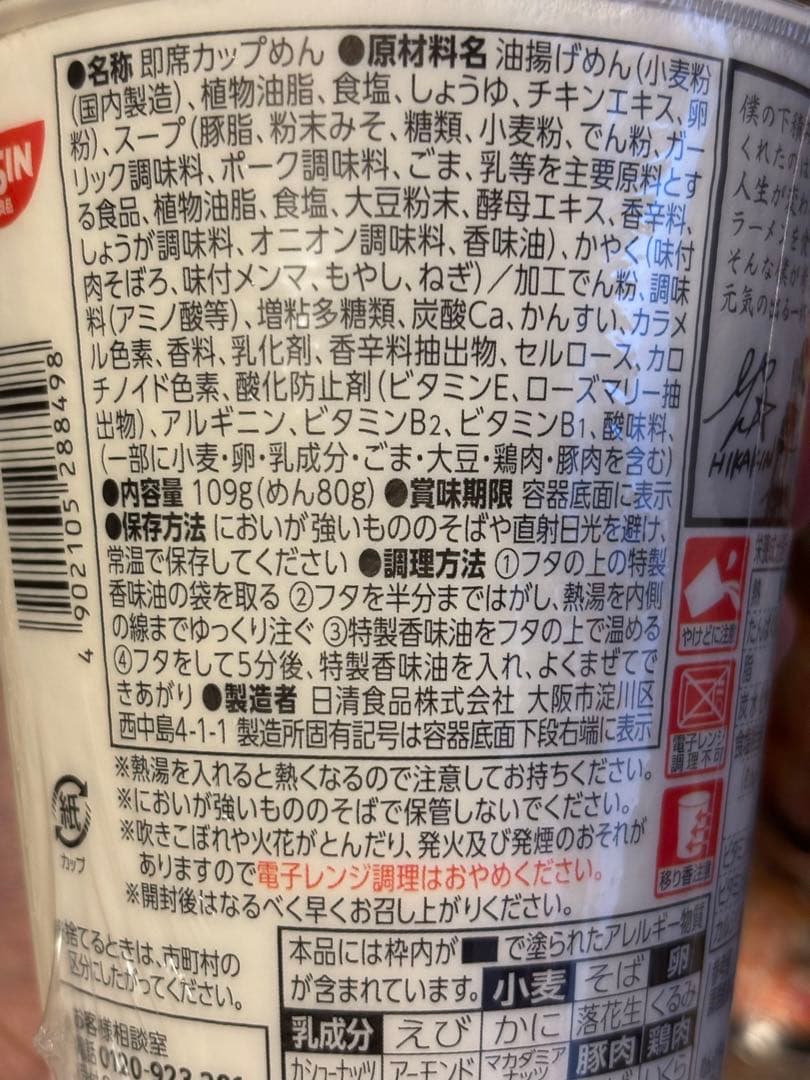 ●名称 即席カップめん ●原材料名 油揚げめん(小麦粉
(国内製造)、植物油脂、食塩、しょうゆ、チキンエキス、卵
粉)、スープ(豚脂、粉末みそ、糖類、小麦粉、でん粉、ガー
リック調味料、ポーク調味料、ごま、乳等を主要原料とす
る食品、植物油脂、食塩、大豆粉末、酵母エキス、香辛料、
しょうが調味料、オニオン調味料、香味油)、かやく(味付
肉そぼろ、味付メンマ、もやし、ねぎ)/加工でん粉、調味
料(アミノ酸等)、増粘多糖類、炭酸Ca、かんすい、カラメ
ル色素、香料、乳化剤、香辛料抽出物、セルロース、カロ
チノイド色素、酸化防止剤(ビタミンE、ローズマリー抽
出物)、アルギニン、ビタミンB2、ビタミンB1、酸味料、
(一部に小麦・卵・乳成分・ごま・大豆・鶏肉・豚肉を含む)
●内容量 109g(めん80g) ●賞味期限 容器底面に表示
●保存方法 においが強いもののそばや直射日光を避け、
常温で保存してください ●調理方法 ①フタの上の特製
香味油の袋を取る ②フタを半分まではがし、熱湯を内側
の線までゆっくり注ぐ ③特製香味油をフタの上で温める
④フタをして5分後、特製香味油を入れ、よくまぜてで
きあがり ●製造者 日清食品株式会社 大阪市淀川区
西中島4-1-1 製造所固有記号は容器底面下段右端に表示
※熱湯を入れると熱くなるので注意してお持ちください。
※においが強いもののそばで保管しないでください。
※吹きこぼれや火花がとんだり、発火及び発煙のおそれが
ありますので電子レンジ調理はおやめください。
※開封後はなるべく早くお召し上がりください。
4 902105 288498
紙
カップ
捨てるときは、市町村の
区分にしたがってください。
お客様相談室
電話0120-923-
本品には枠内が■で塗られたアレルギー物質
が含まれています。 小麦 そば 卵
乳成分 えび かに 落花生 くるみ
カシューナッツ アーモンド マカダミアナッツ 豚肉 鶏肉
僕の下積
くれたのは
人生が変
ラーメンを
そんな僕が
元気の出る一
HIKAKIN
やけどに注意
電子レンジ
調理不可
移り香注意